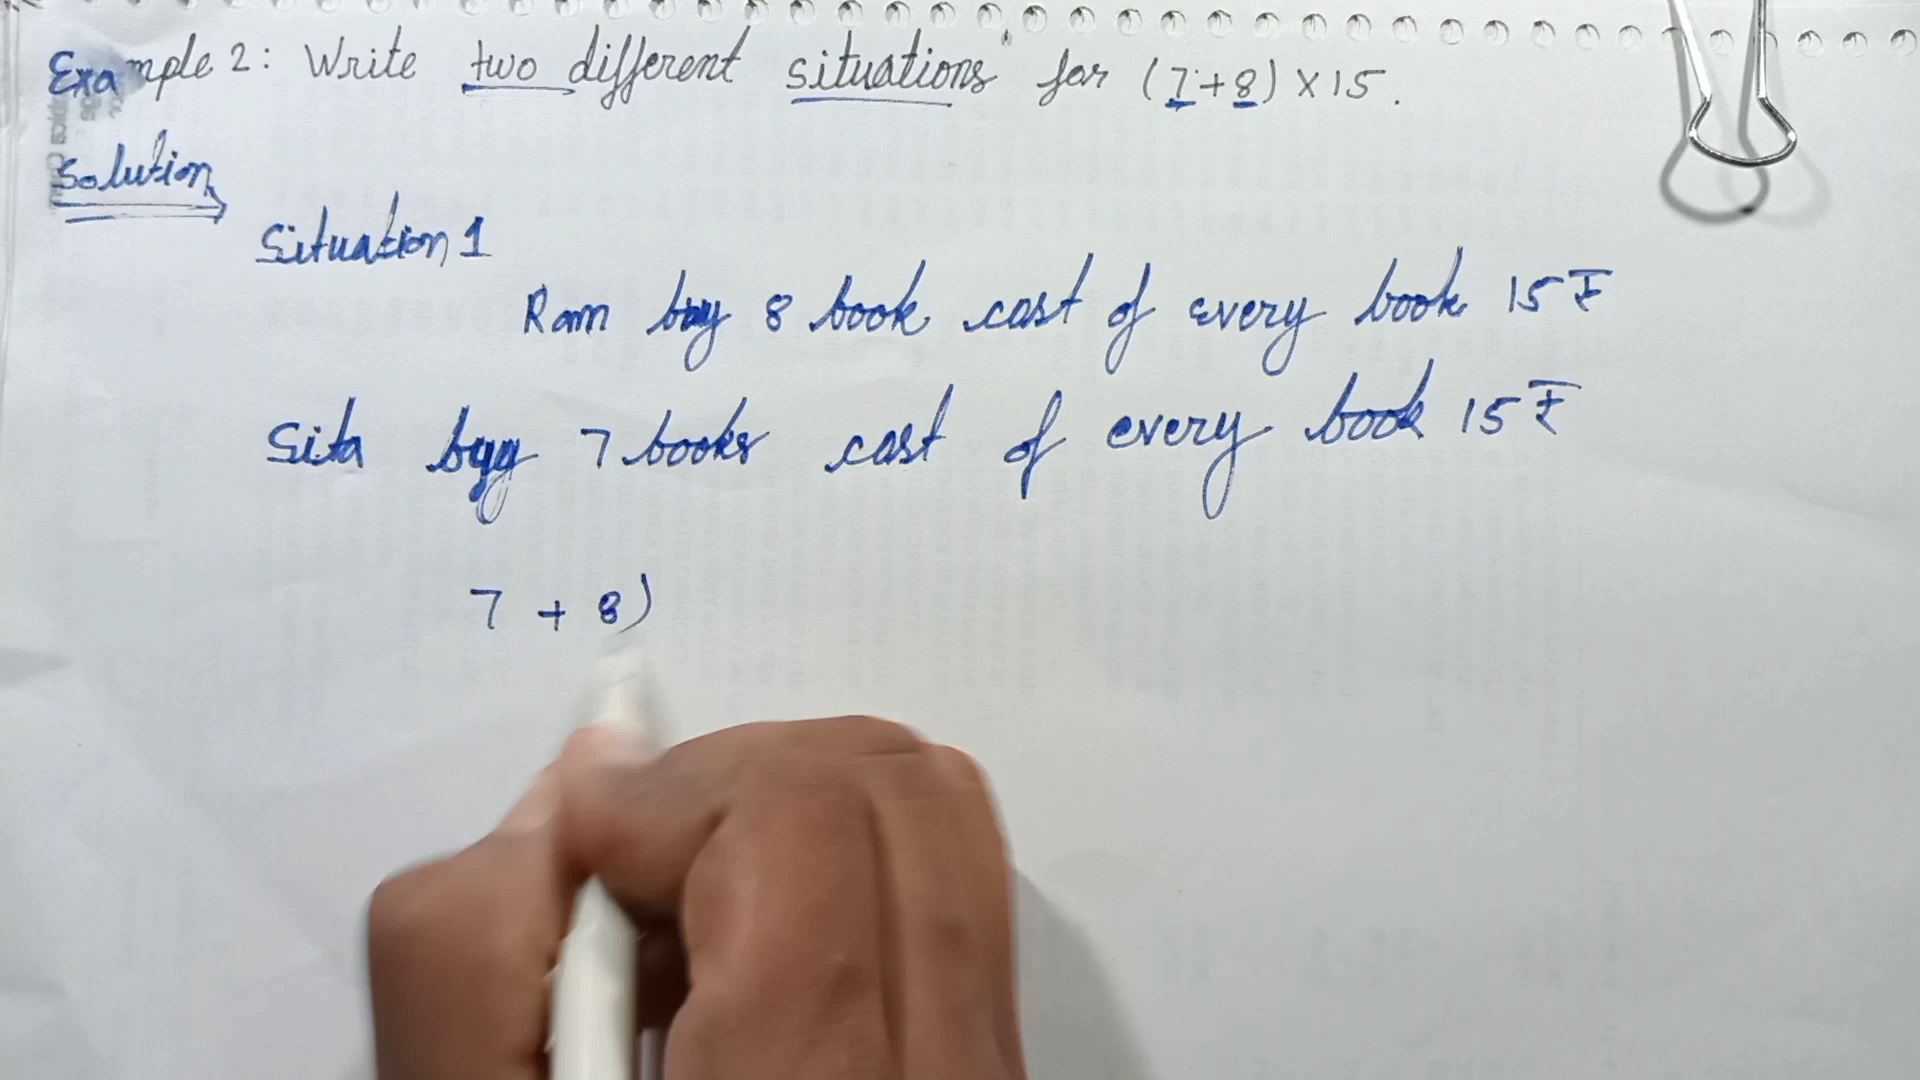 Example 2: Write two different situations for (7+8) × 15.
Solution
Situation 1
Ram buy 8 book cost of every book 15₹
Sita buy 7 books cost of every book 15₹
7 + 8)